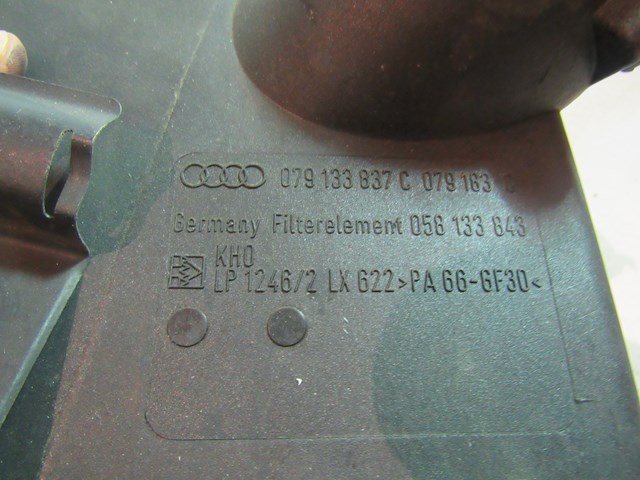 079 133 837 C 079 163
Germany Filterelement 058 133 843
KHO
LP 1246/2 LX 622 >PA 66-GF30<